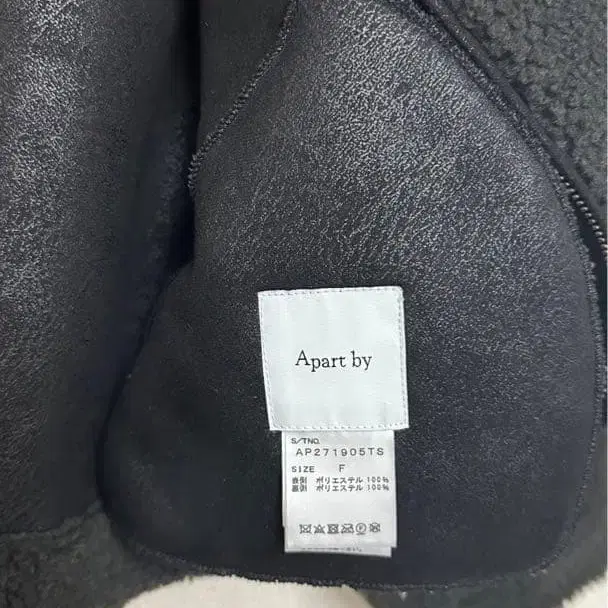 Apart by
S/TNO.
AP271905TS
SIZE F
表側 ポリエステル 100%
裏側 ポリエステル 100%